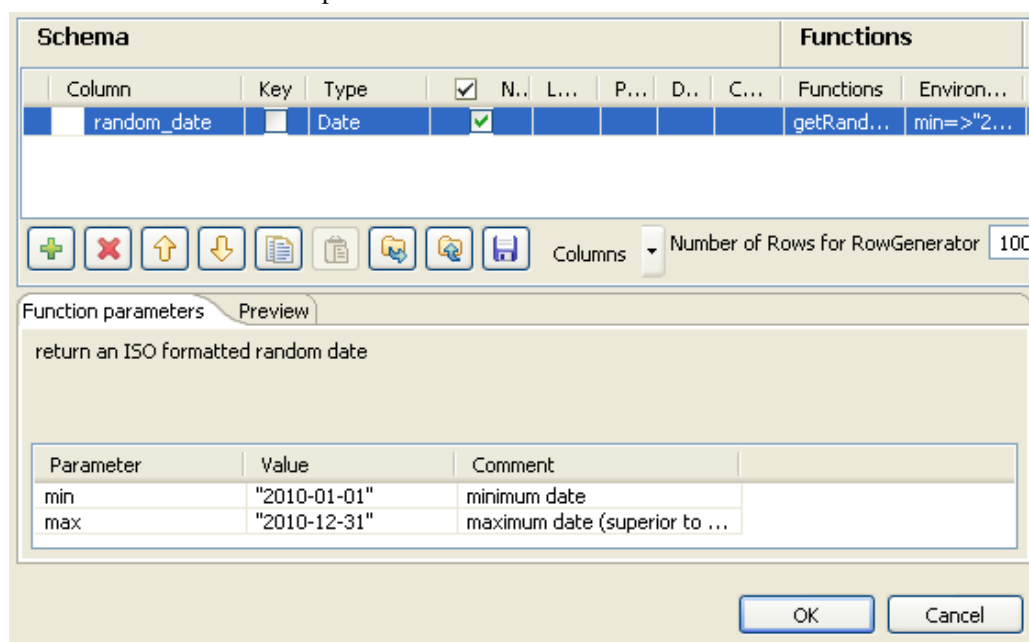 Schema Functions
Column Key Type N.. L... P... D.. C... Functions Environ...
random_date Date getRand... min=>"2...
Columns Number of Rows for RowGenerator 100
Function parameters Preview
return an ISO formatted random date
Parameter Value Comment
min "2010-01-01" minimum date
max "2010-12-31" maximum date (superior to ...
OK Cancel